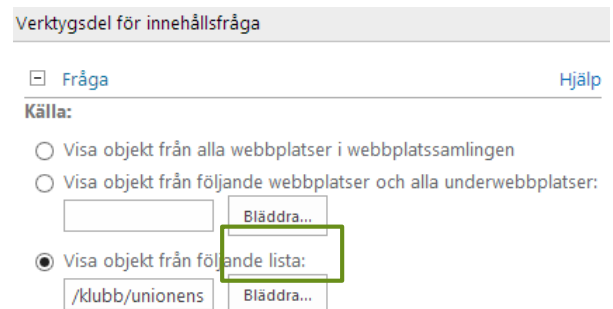 Verktygsdel för innehållsfråga
Fråga Hjälp
Källa:
Visa objekt från alla webbplatser i webbplatssamlingen
Visa objekt från följande webbplatser och alla underwebbplatser:
Bläddra...
Visa objekt från följande lista:
/klubb/unionens Bläddra...